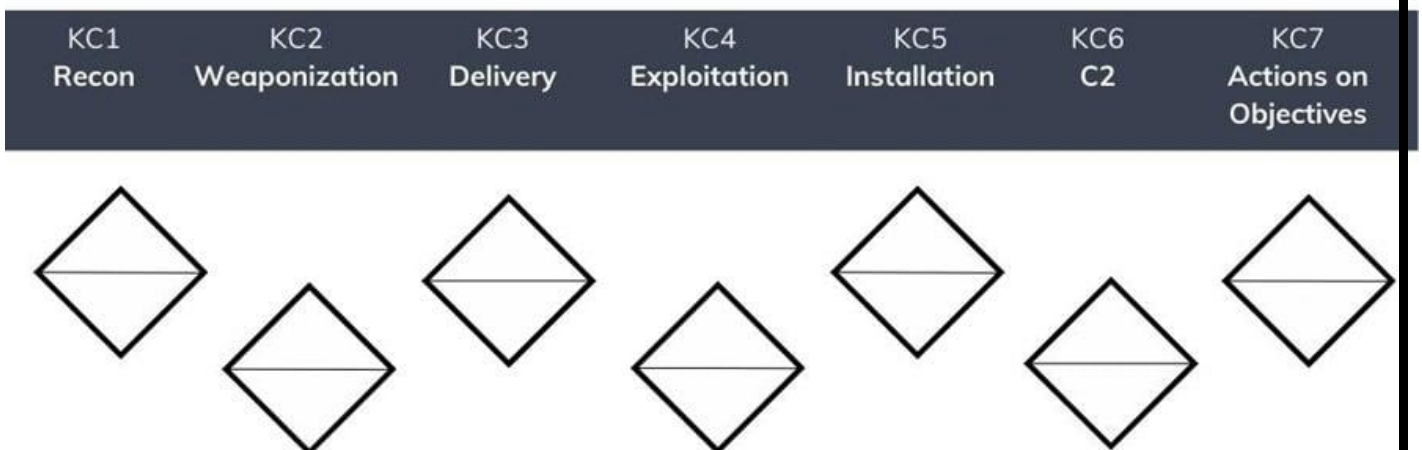 KC1
Recon
KC2
Weaponization
KC3
Delivery
KC4
Exploitation
KC5
Installation
KC6
C2
KC7
Actions on
Objectives